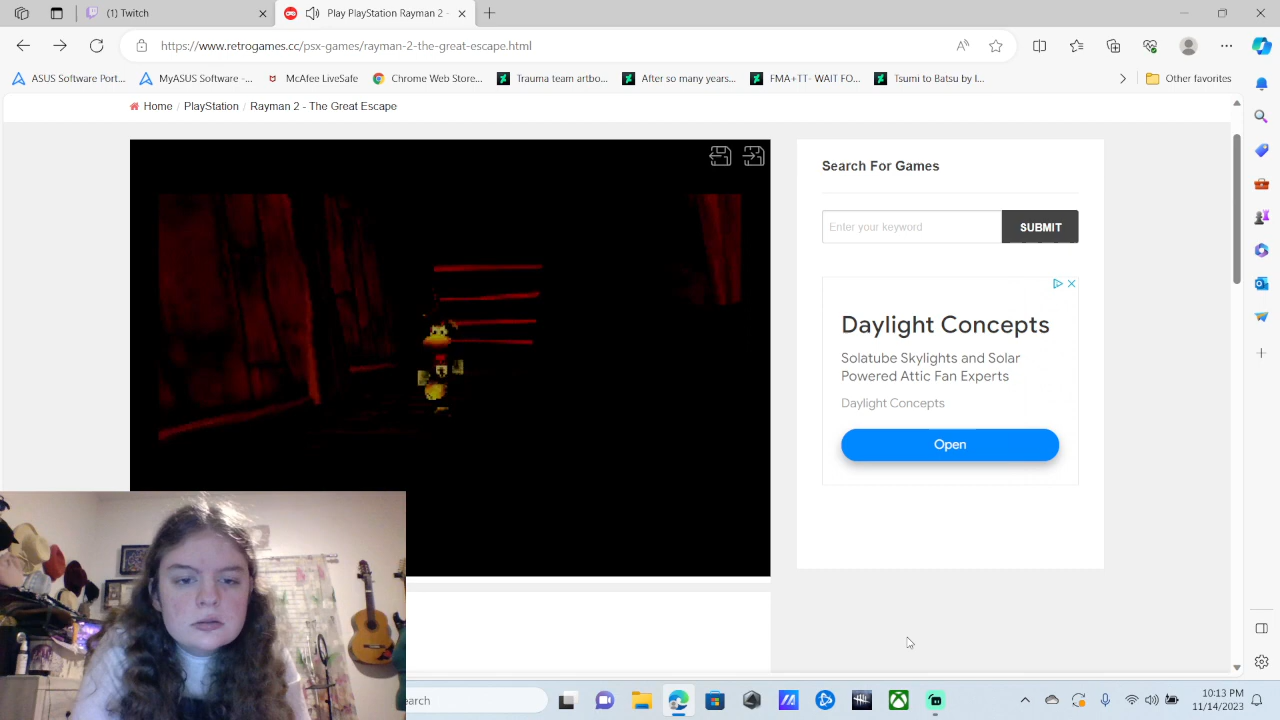 (1) Twitch
Play PlayStation Rayman 2 -
https://www.retrogames.cc/psx-games/rayman-2-the-great-escape.html
ASUS Software Port...
MyASUS Software -...
McAfee LiveSafe
Chrome Web Store...
Trauma team artbo...
After so many years...
FMA+TT- WAIT FO...
Tsumi to Batsu by I...
Other favorites
Home / PlayStation / Rayman 2 - The Great Escape
Search For Games
Enter your keyword
SUBMIT
Daylight Concepts
Solatube Skylights and Solar
Powered Attic Fan Experts
Daylight Concepts
Open
earch
10:13 PM
11/14/2023